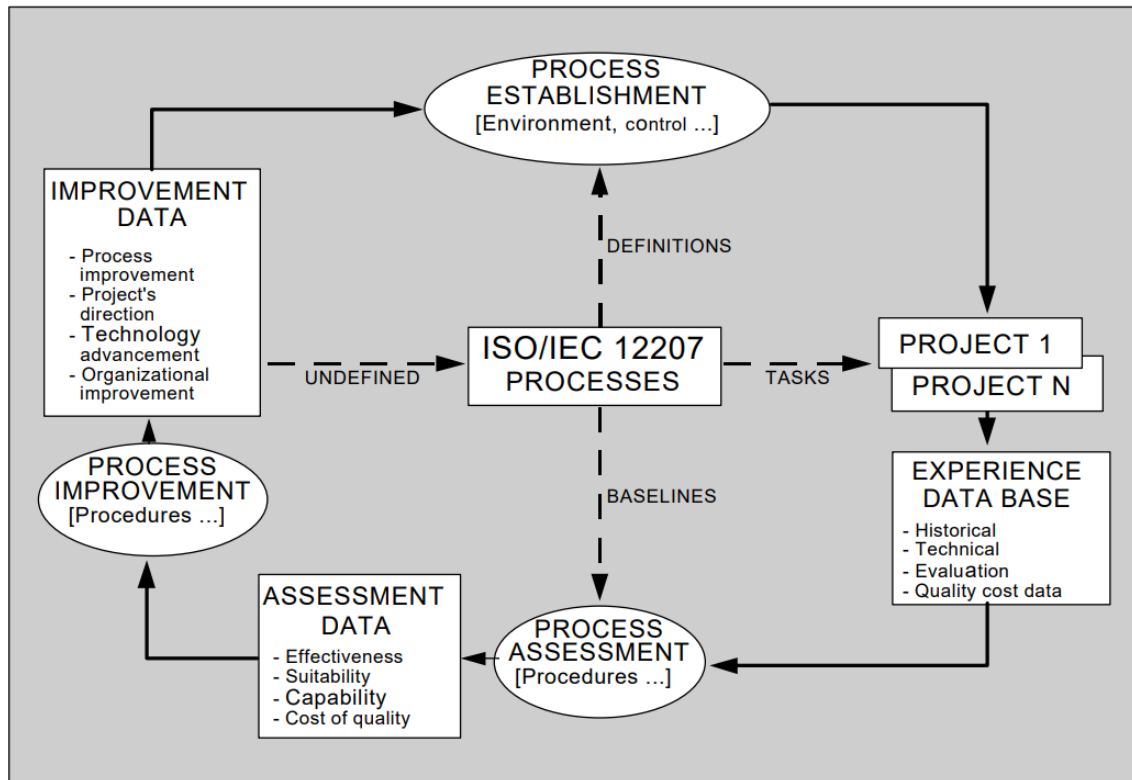 PROCESS
ESTABLISHMENT
[Environment, control ...]
IMPROVEMENT
DATA
- Process
improvement
- Project's
direction
- Technology
advancement
- Organizational
improvement
DEFINITIONS
ISO/IEC 12207
PROCESSES
UNDEFINED
TASKS
PROJECT 1
PROJECT N
PROCESS
IMPROVEMENT
[Procedures ...]
BASELINES
EXPERIENCE
DATA BASE
- Historical
- Technical
- Evaluation
- Quality cost data
ASSESSMENT
DATA
- Effectiveness
- Suitability
- Capability
- Cost of quality
PROCESS
ASSESSMENT
[Procedures ...]